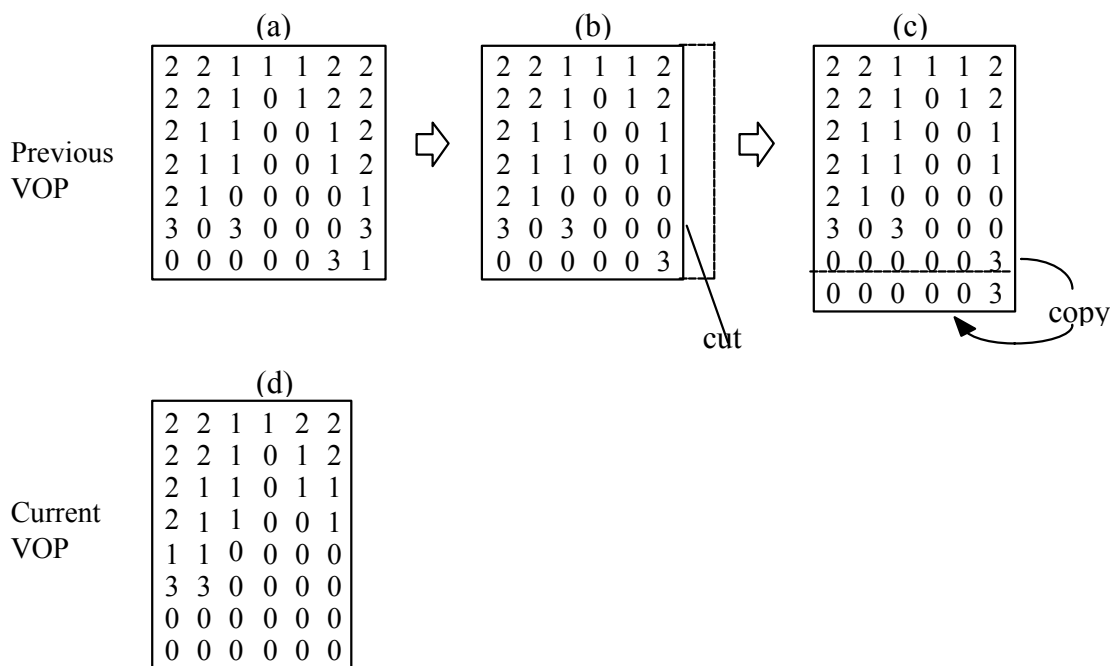 (a) (b) (c)
2 2 1 1 1 2 2 2 2 1 1 1 2 2 2 1 1 1 2
2 2 1 0 1 2 2 2 2 1 0 1 2 2 2 1 0 1 2
2 1 1 0 0 1 2 2 1 1 0 0 1 2 1 1 0 0 1
Previous
2 1 1 0 0 1 2 2 1 1 0 0 1 2 1 1 0 0 1
VOP
2 1 0 0 0 0 1 2 1 0 0 0 0 2 1 0 0 0 0
3 0 3 0 0 0 3 3 0 3 0 0 0 3 0 3 0 0 0
0 0 0 0 0 3 1 0 0 0 0 0 3 0 0 0 0 0 3
0 0 0 0 0 3
copy
cut
(d)
2 2 1 1 2 2
2 2 1 0 1 2
2 1 1 0 1 1
Current
2 1 1 0 0 1
VOP
1 1 0 0 0 0
3 3 0 0 0 0
0 0 0 0 0 0
0 0 0 0 0 0